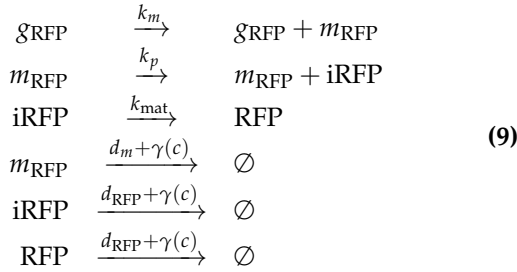 g_RFP k_m→ g_RFP + m_RFP
m_RFP k_p→ m_RFP + iRFP
iRFP k_mat→ RFP
m_RFP d_m+γ(c)→ ∅
iRFP d_RFP+γ(c)→ ∅
RFP d_RFP+γ(c)→ ∅
(9)